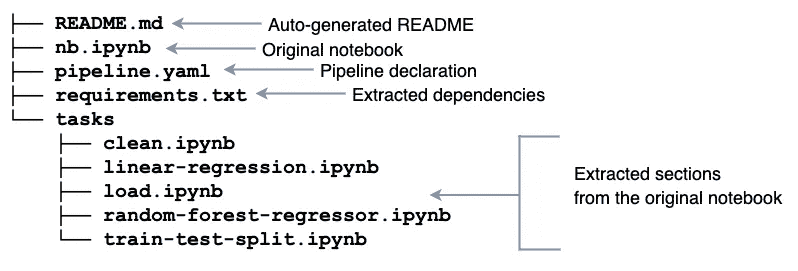 ├── README.md Auto-generated README
├── nb.ipynb Original notebook
├── pipeline.yaml Pipeline declaration
├── requirements.txt Extracted dependencies
└── tasks
├── clean.ipynb
├── linear-regression.ipynb
├── load.ipynb
├── random-forest-regressor.ipynb
└── train-test-split.ipynb
Extracted sections
from the original notebook